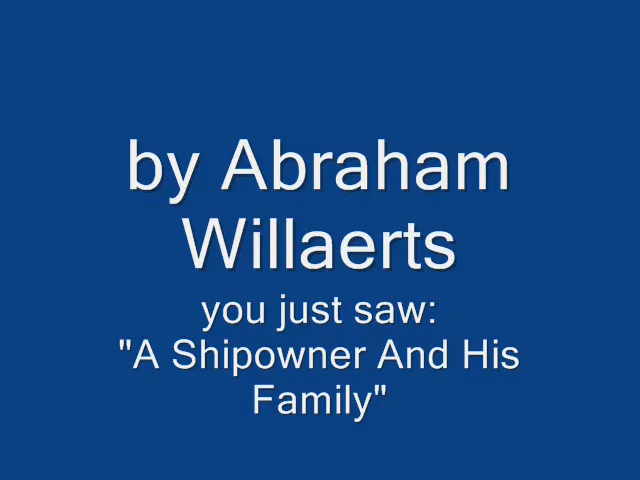 by Abraham
Willaerts
you just saw:
"A Shipowner And His
Family"